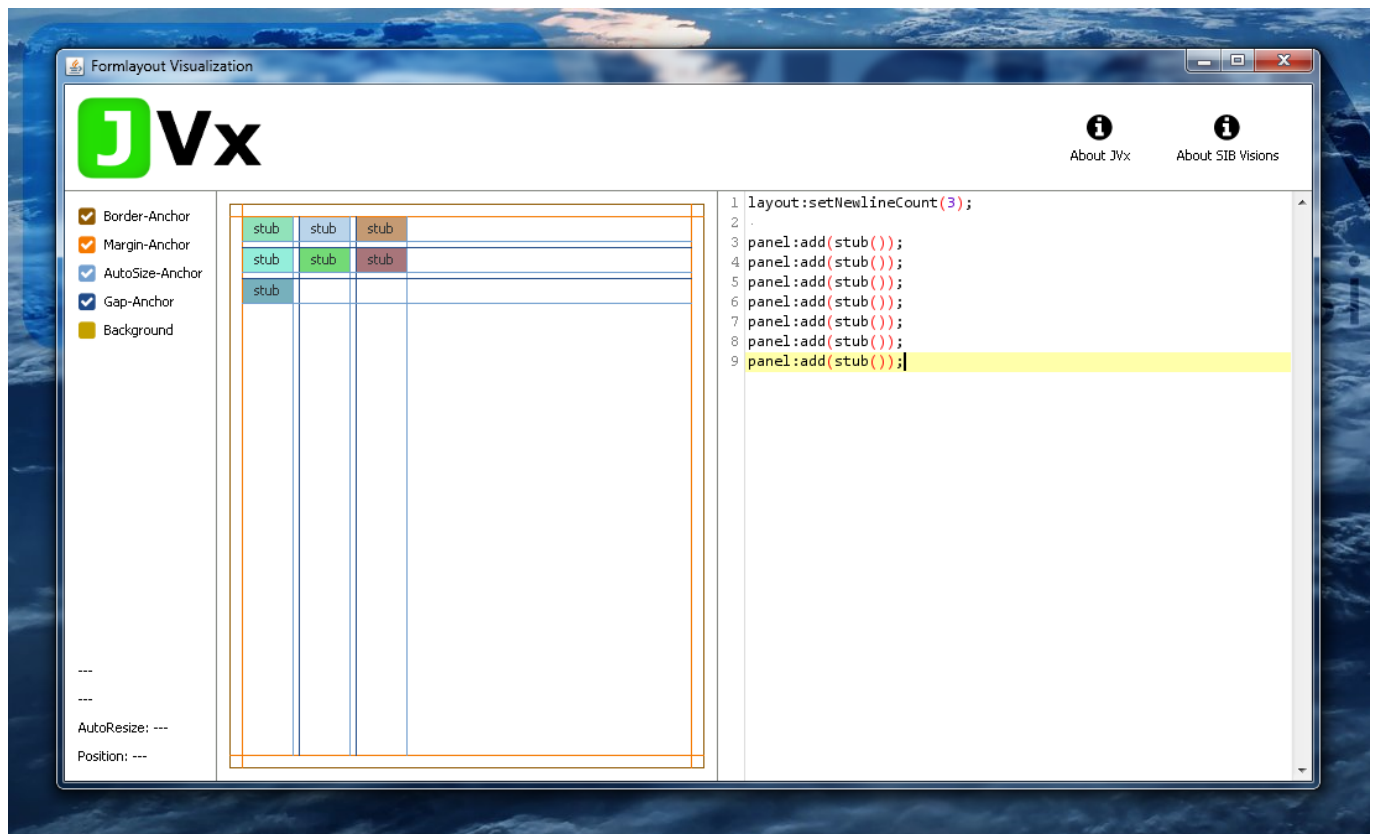 Formlayout Visualization
JVx
About JVx
About SIB Visions
Border-Anchor
Margin-Anchor
AutoSize-Anchor
Gap-Anchor
Background
---
---
AutoResize: ---
Position: ---
stub stub stub
stub stub stub
stub
1 layout:setNewlineCount(3);
2
3 panel:add(stub());
4 panel:add(stub());
5 panel:add(stub());
6 panel:add(stub());
7 panel:add(stub());
8 panel:add(stub());
9 panel:add(stub());